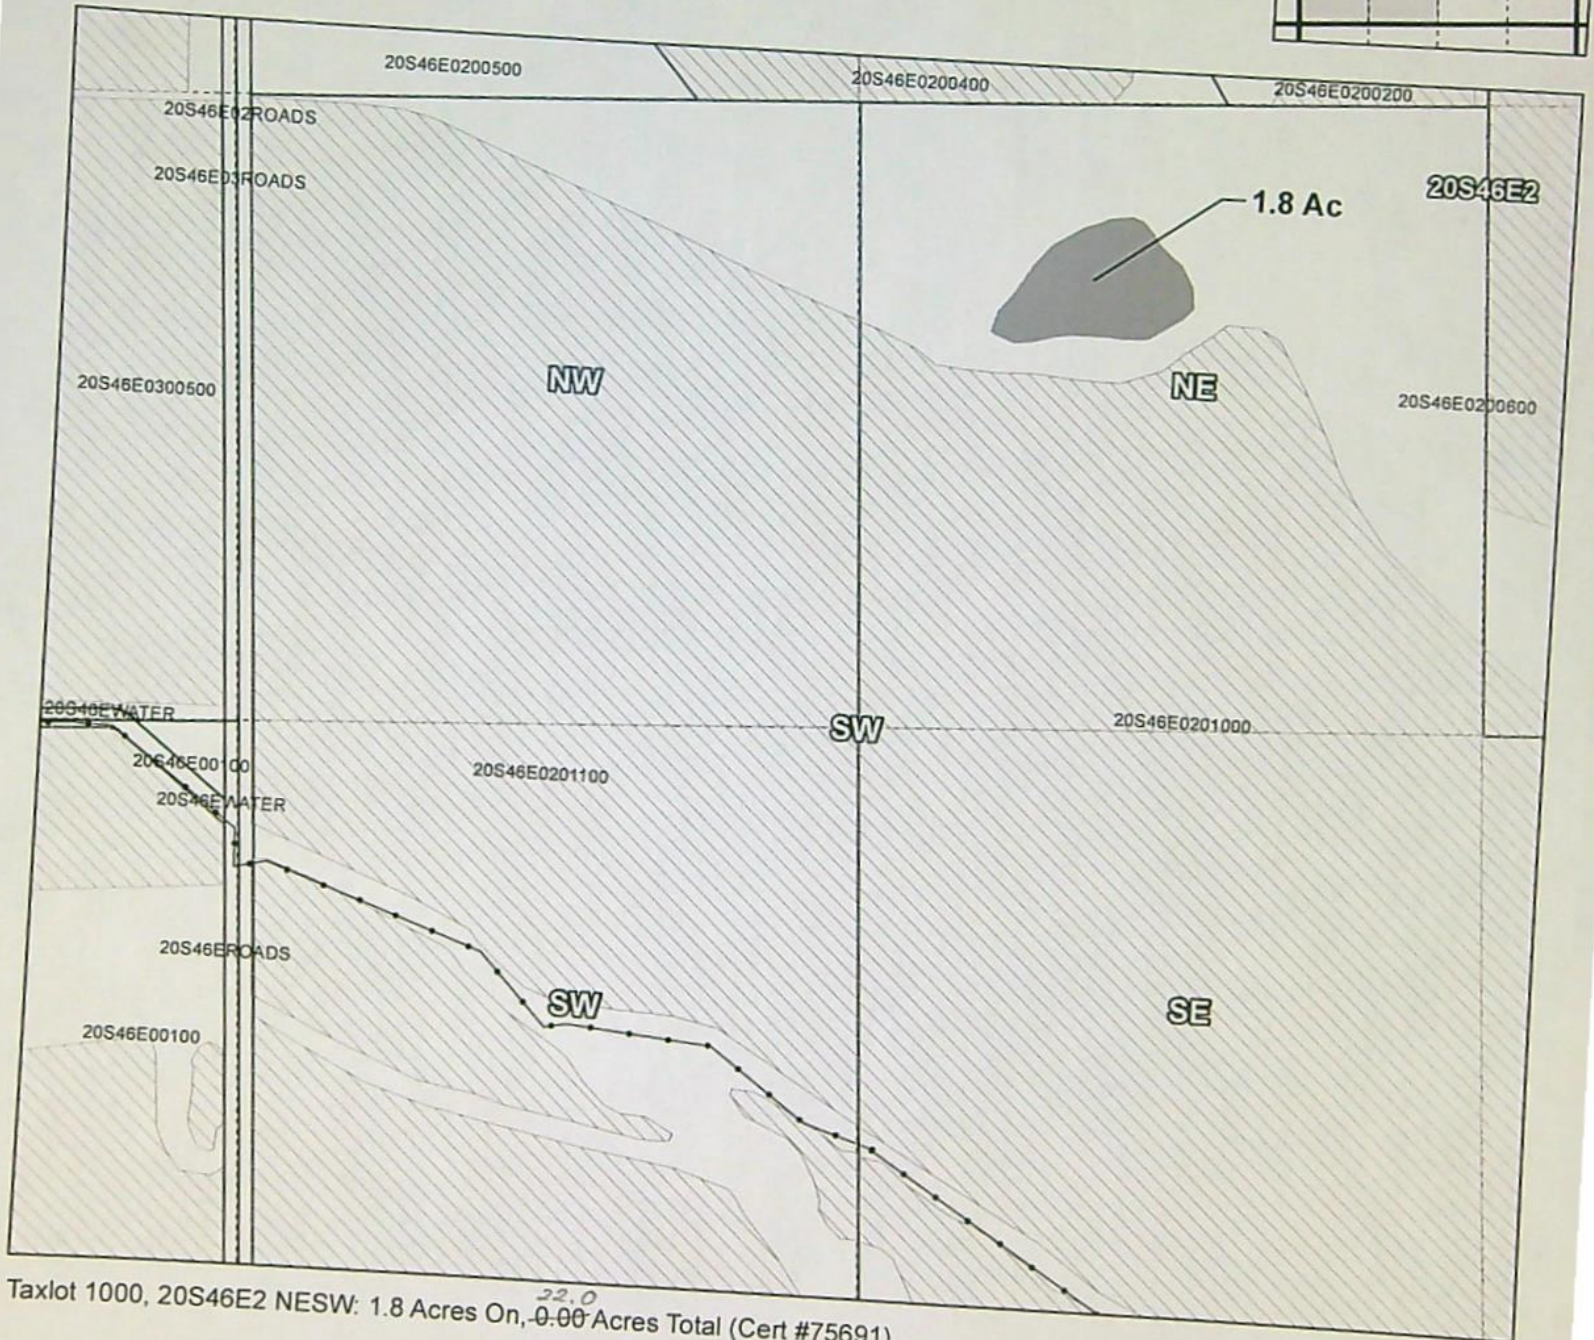 20S46E0200500
20S46E0200400
20S46E0200200
20S46E02ROADS
20S46E03ROADS
20S46E2
1.8 Ac
NW
NE
20S46E0300500
20S46E0200600
20S46EWATER
SW
20S46E0201000
20S46E00100
20S46E0201100
20S46EWATER
20S46EROADS
SW
SE
20S46E00100
22.0
Taxlot 1000, 20S46E2 NESW: 1.8 Acres On, 0.00 Acres Total (Cert #75691)